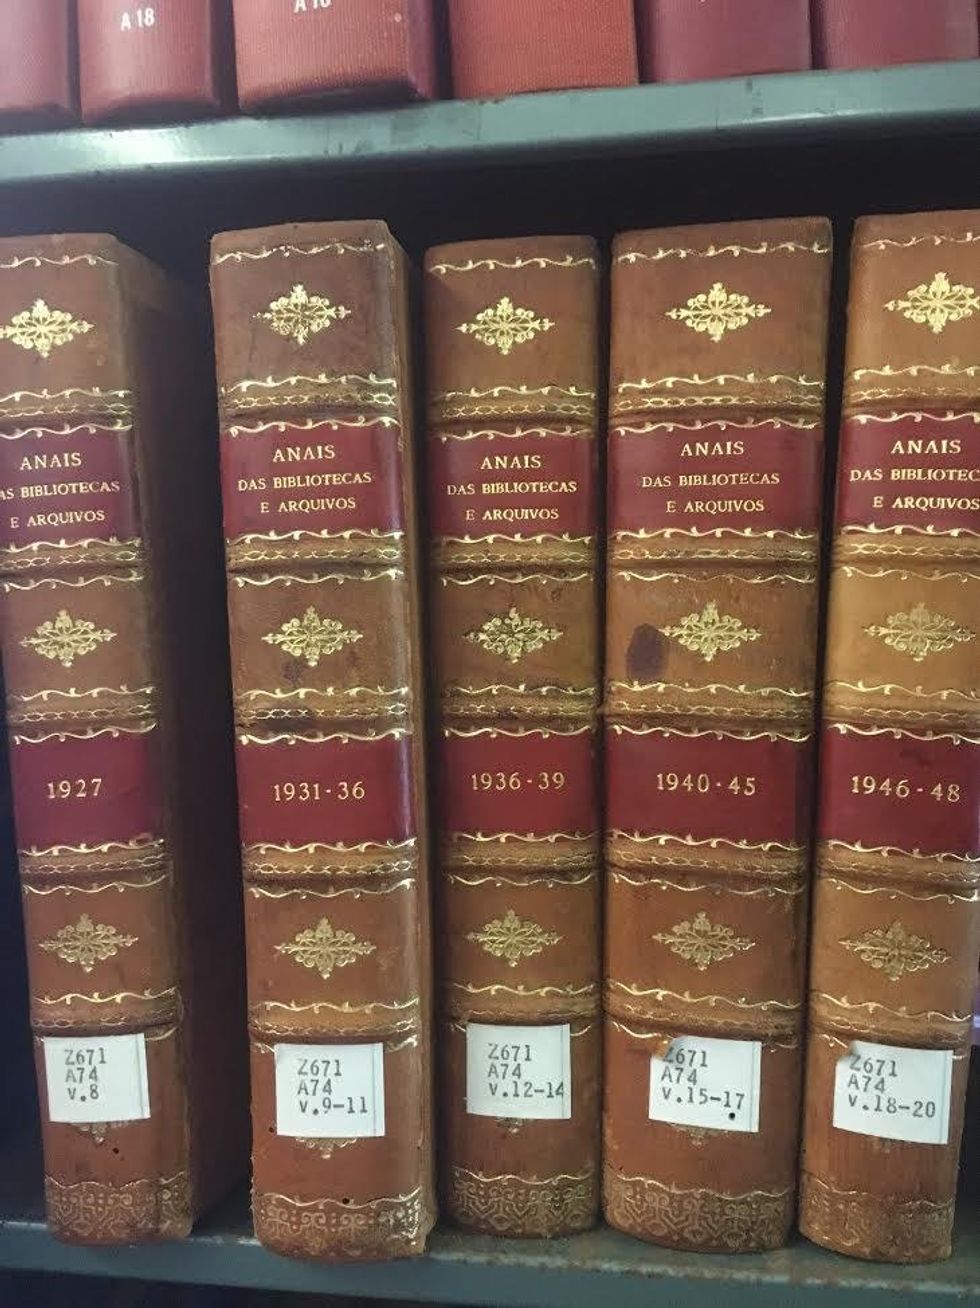 A 18
ANAIS
AS BIBLIOTECAS
E ARQUIVOS
1927
Z671
A74
v.8
ANAIS
DAS BIBLIOTECAS
E ARQUIVOS
1931-36
Z671
A74
v.9-11
ANAIS
DAS BIBLIOTECAS
E ARQUIVOS
1936-39
Z671
A74
v.12-14
ANAIS
DAS BIBLIOTECAS
E ARQUIVOS
1940-45
Z671
A74
v.15-17
ANAIS
DAS BIBLIOTECAS
E ARQUIVOS
1946-48
Z671
A74
v.18-20